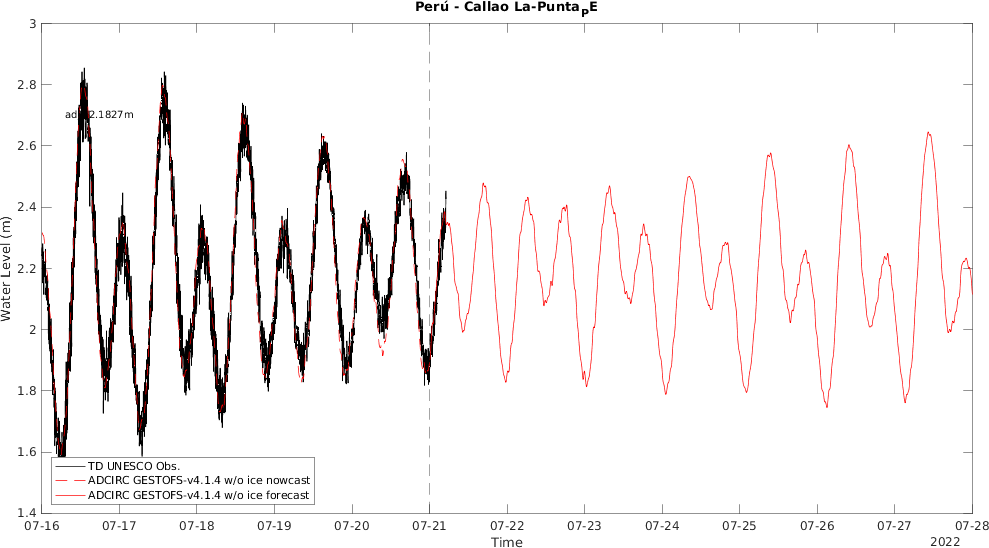 Perú - Callao La-Punta_PE
3
2.8
2.6
2.4
2.2
2
1.8
1.6
1.4
Water Level (m)
2.1827m
TD UNESCO Obs.
ADCIRC GESTOFS-v4.1.4 w/o ice nowcast
ADCIRC GESTOFS-v4.1.4 w/o ice forecast
07-16 07-17 07-18 07-19 07-20 07-21 07-22 07-23 07-24 07-25 07-26 07-27 07-28
Time
2022